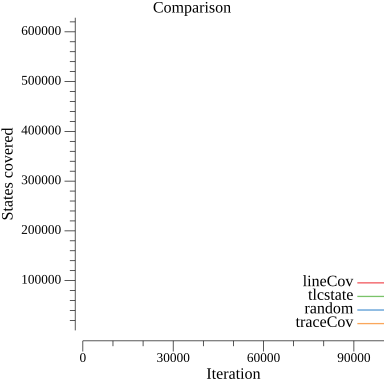 Comparison
600000
500000
400000
300000
200000
100000
States covered
lineCov
tlcstate
random
traceCov
0 30000 60000 90000
Iteration